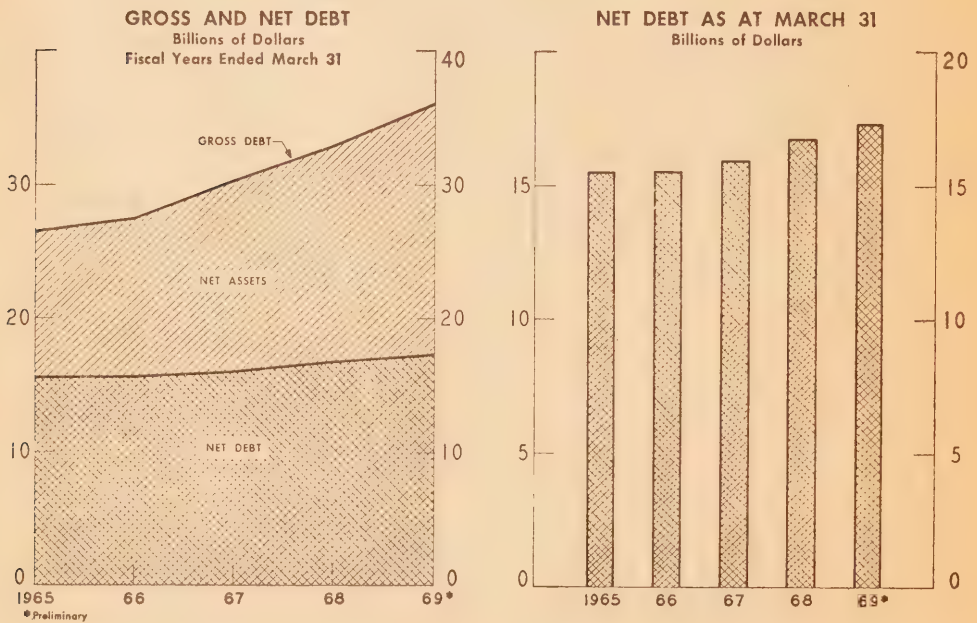 GROSS AND NET DEBT
Billions of Dollars
Fiscal Years Ended March 31
40
GROSS DEBT
30
30
NET ASSETS
20
20
NET DEBT
10
10
0
0
1965 66 67 68 69*
*Preliminary
NET DEBT AS AT MARCH 31
Billions of Dollars
20
15
15
10
10
5
5
0
0
1965 66 67 68 69*